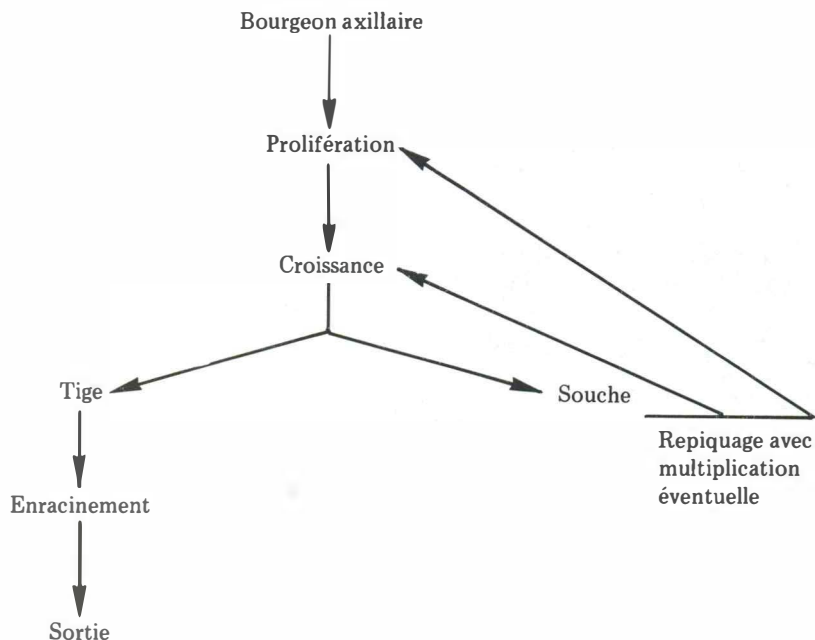 Bourgeon axillaire
Prolifération
Croissance
Tige
Souche
Repiquage avec
multiplication
éventuelle
Enracinement
Sortie